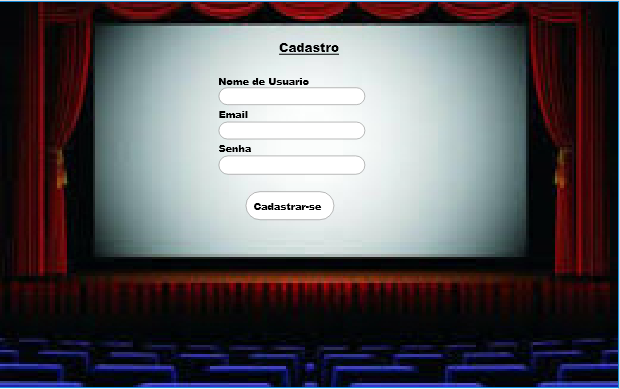 Cadastro
Nome de Usuario
Email
Senha
Cadastrar-se